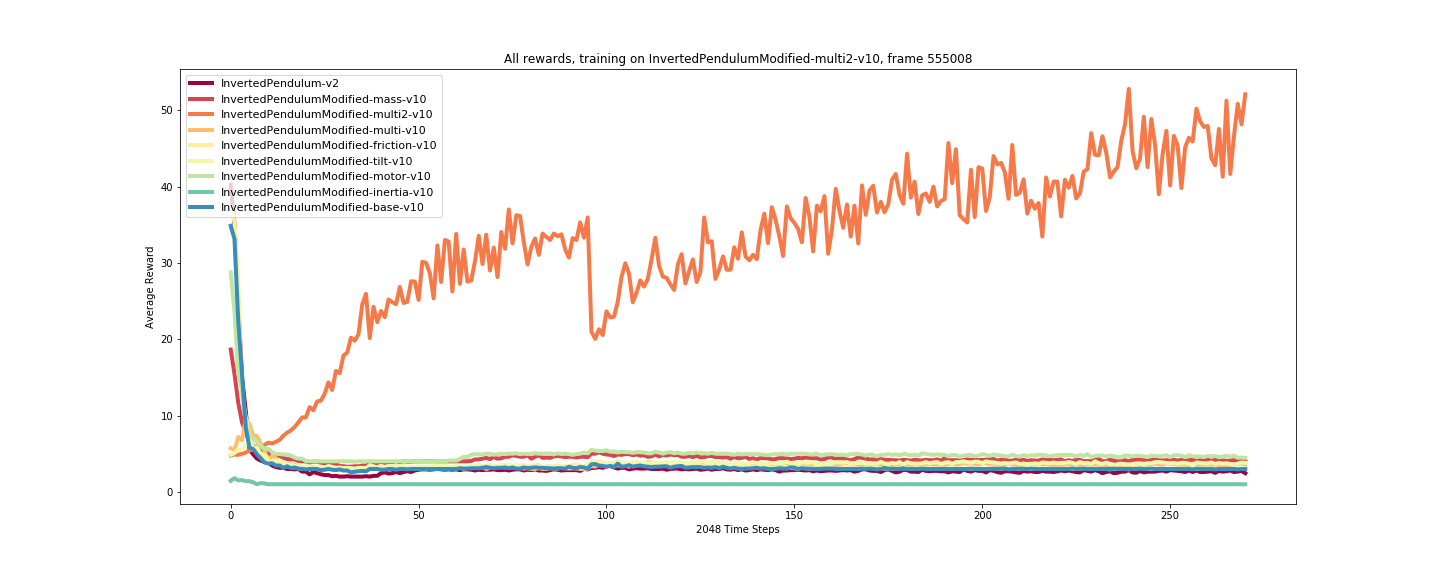 All rewards, training on InvertedPendulumModified-multi2-v10, frame 555008
InvertedPendulum-v2
InvertedPendulumModified-mass-v10
InvertedPendulumModified-multi2-v10
InvertedPendulumModified-multi-v10
InvertedPendulumModified-friction-v10
InvertedPendulumModified-tilt-v10
InvertedPendulumModified-motor-v10
InvertedPendulumModified-inertia-v10
InvertedPendulumModified-base-v10
Average Reward
50
40
30
20
10
0
0 50 100 150 200 250
2048 Time Steps